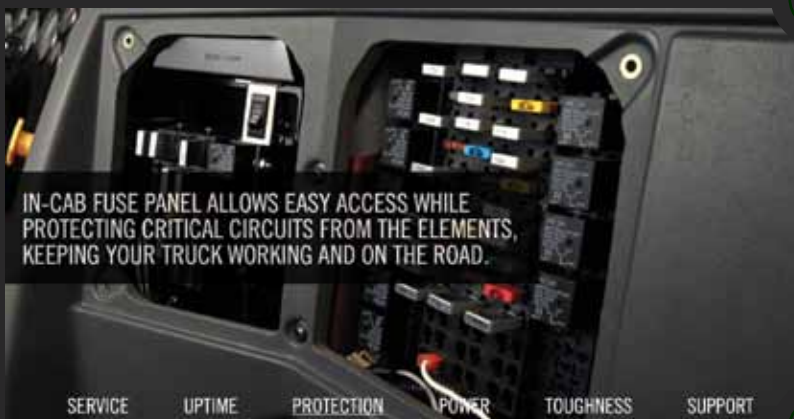 IN-CAB FUSE PANEL ALLOWS EASY ACCESS WHILE
PROTECTING CRITICAL CIRCUITS FROM THE ELEMENTS,
KEEPING YOUR TRUCK WORKING AND ON THE ROAD.
SERVICE UPTIME PROTECTION POWER TOUGHNESS SUPPORT